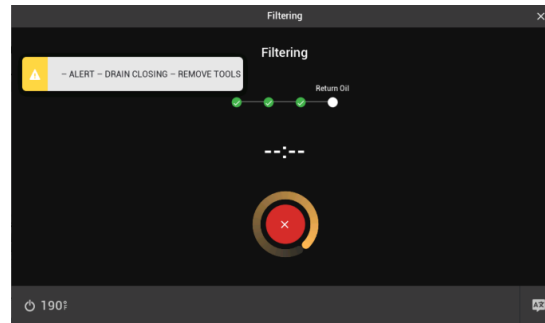 Filtering
Filtering
– ALERT – DRAIN CLOSING – REMOVE TOOLS
Return Oil
--:--
190°F